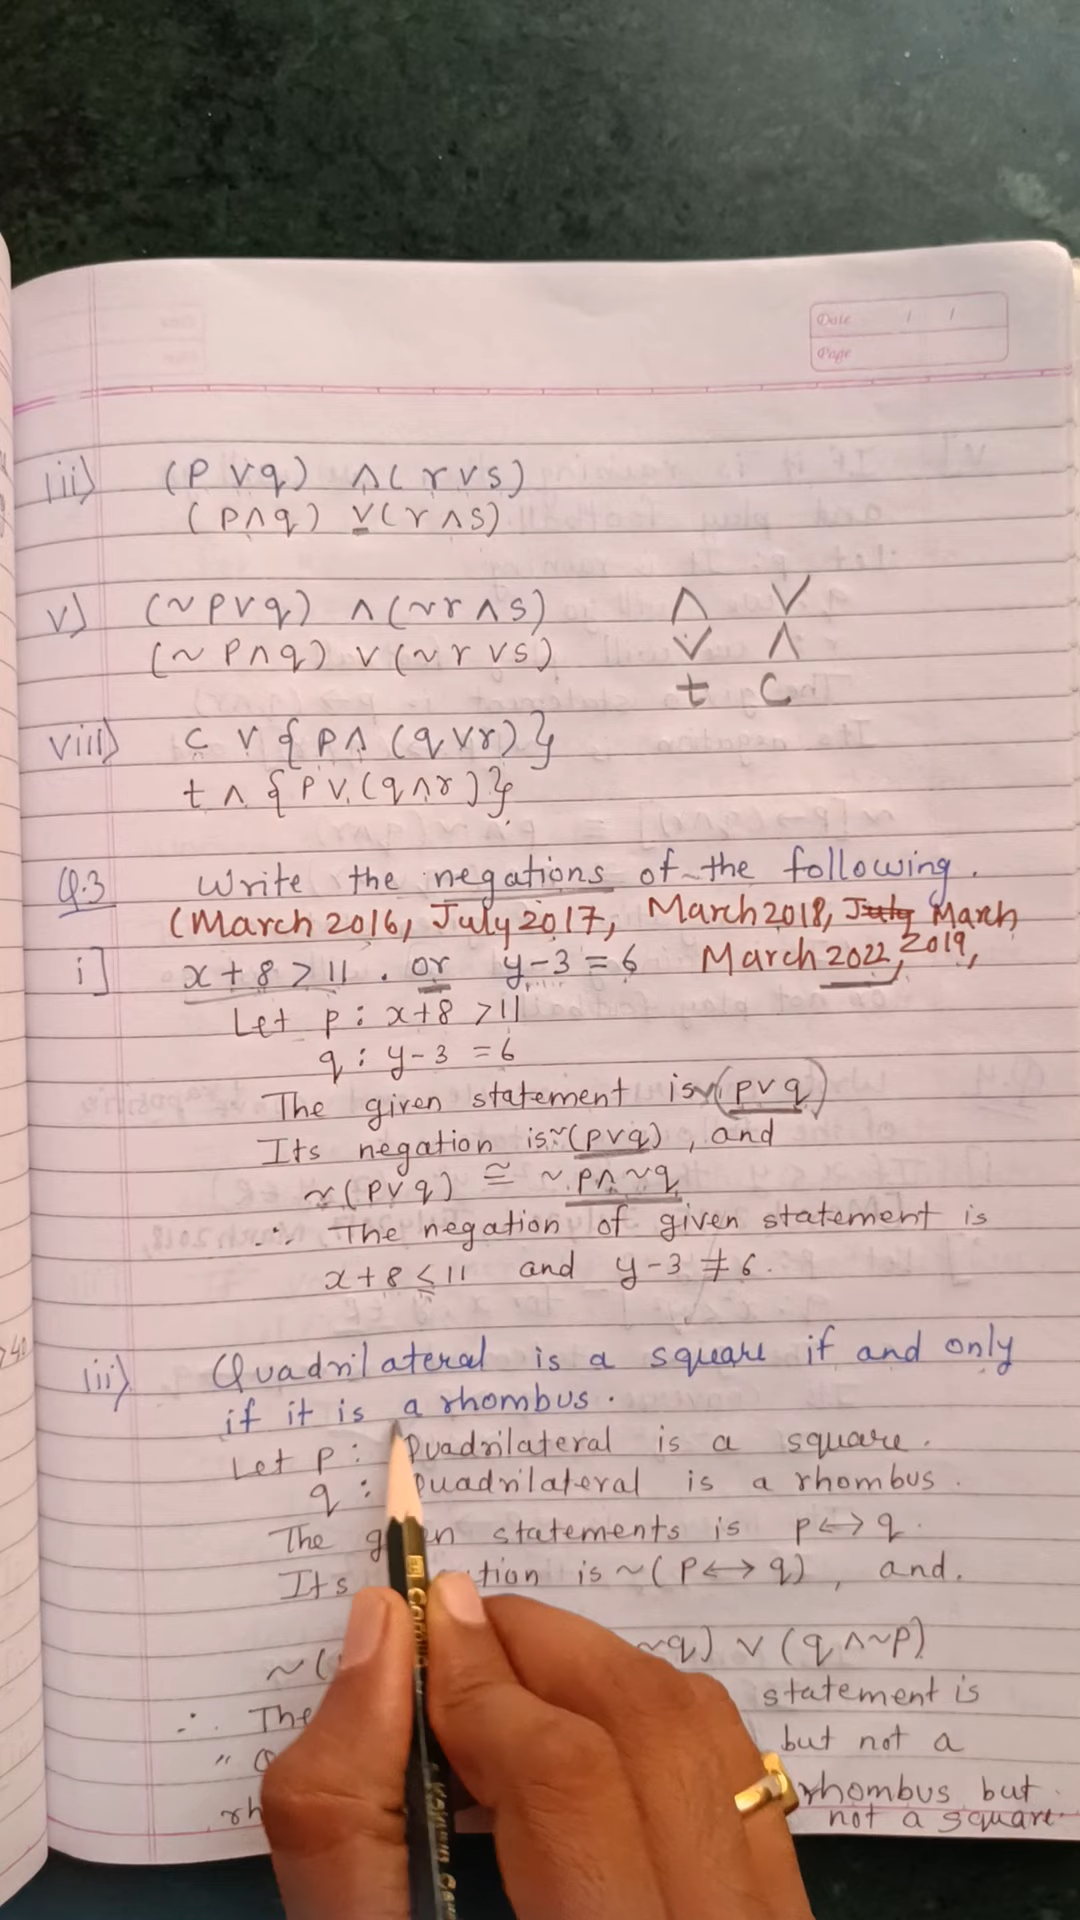 Date / /
Page
iii) (p ∨ q) ∧ (r ∨ s)
(p ∧ q) ∨ (r ∧ s)
v) (~p ∨ q) ∧ (~r ∧ s) ∧ ∨
(~p ∧ q) ∨ (~r ∨ s) ∨ ∧
t c
viii) c ∨ {p ∧ (q ∨ r)}
t ∧ {p ∨ (q ∧ r)}
Q.3 Write the negations of the following.
(March 2016, July 2017, March 2018, July March
2019,
i] x + 8 > 11 . or y - 3 = 6 March 2022,
Let p : x + 8 > 11
q : y - 3 = 6
The given statement is ~(p ∨ q)
Its negation is ~(p ∨ q), and
~(p ∨ q) ≅ ~p ∧ ~q
∴ The negation of given statement is
x + 8 ≤ 11 and y - 3 ≠ 6.
iii) Quadrilateral is a square if and only
if it is a rhombus.
Let p : Quadrilateral is a square.
q : Quadrilateral is a rhombus.
The statements is p ↔ q.
Its is ~(p ↔ q), and.
~( ~q) ∨ (q ∧ ~p)
∴ The statement is
but not a
rhombus but
not a square.